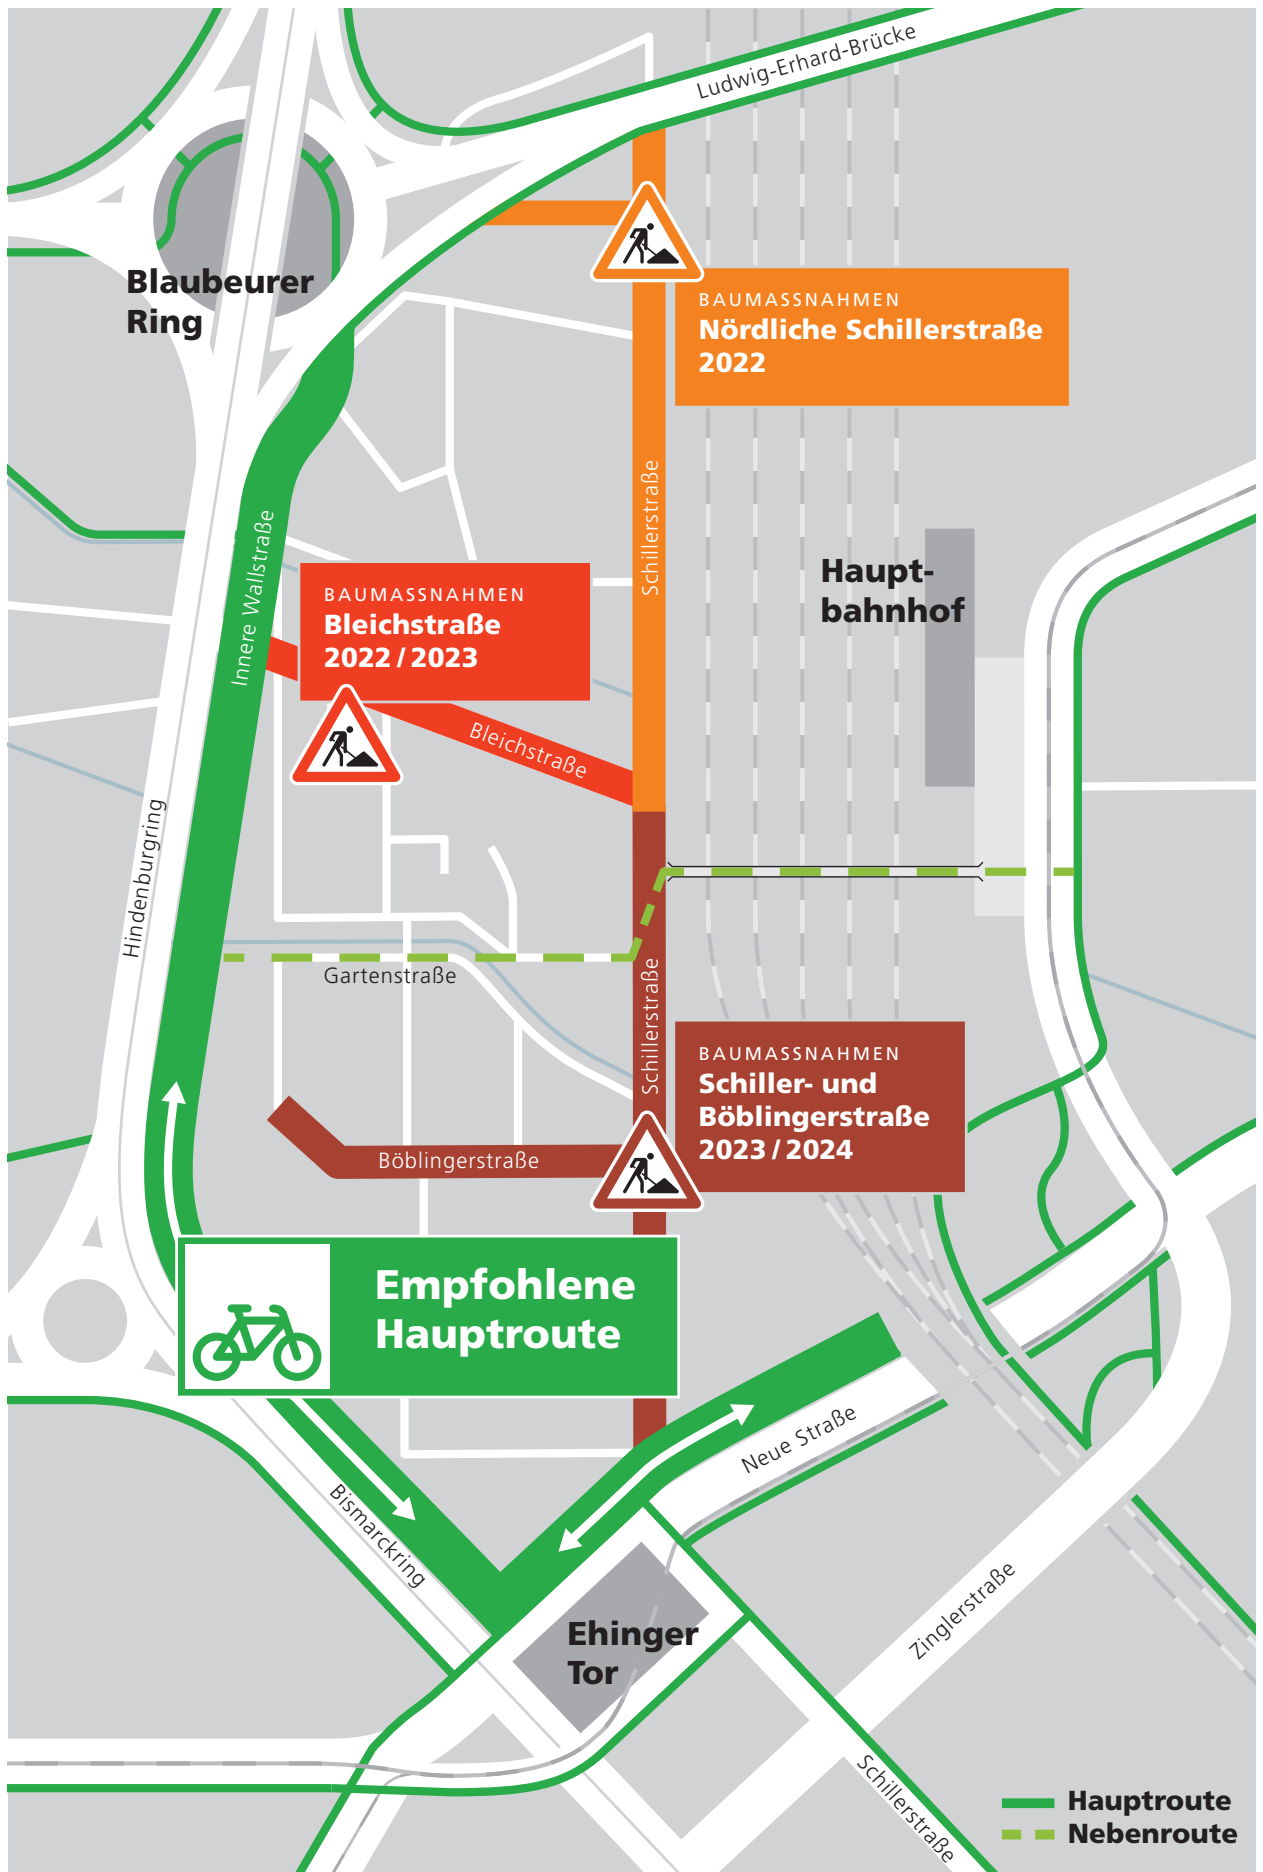 Ludwig-Erhard-Brücke
Blaubeurer
Ring
BAUMASSNAHMEN
Nördliche Schillerstraße
2022
Schillerstraße
Innere Wallstraße
Haupt-
bahnhof
BAUMASSNAHMEN
Bleichstraße
2022 / 2023
Bleichstraße
Hindenburgring
Gartenstraße
Schillerstraße
BAUMASSNAHMEN
Schiller- und
Böblingerstraße
2023 / 2024
Böblingerstraße
Empfohlene
Hauptroute
Neue Straße
Bismarckring
Ehinger
Tor
Zinglerstraße
Schillerstraße
Hauptroute
Nebenroute